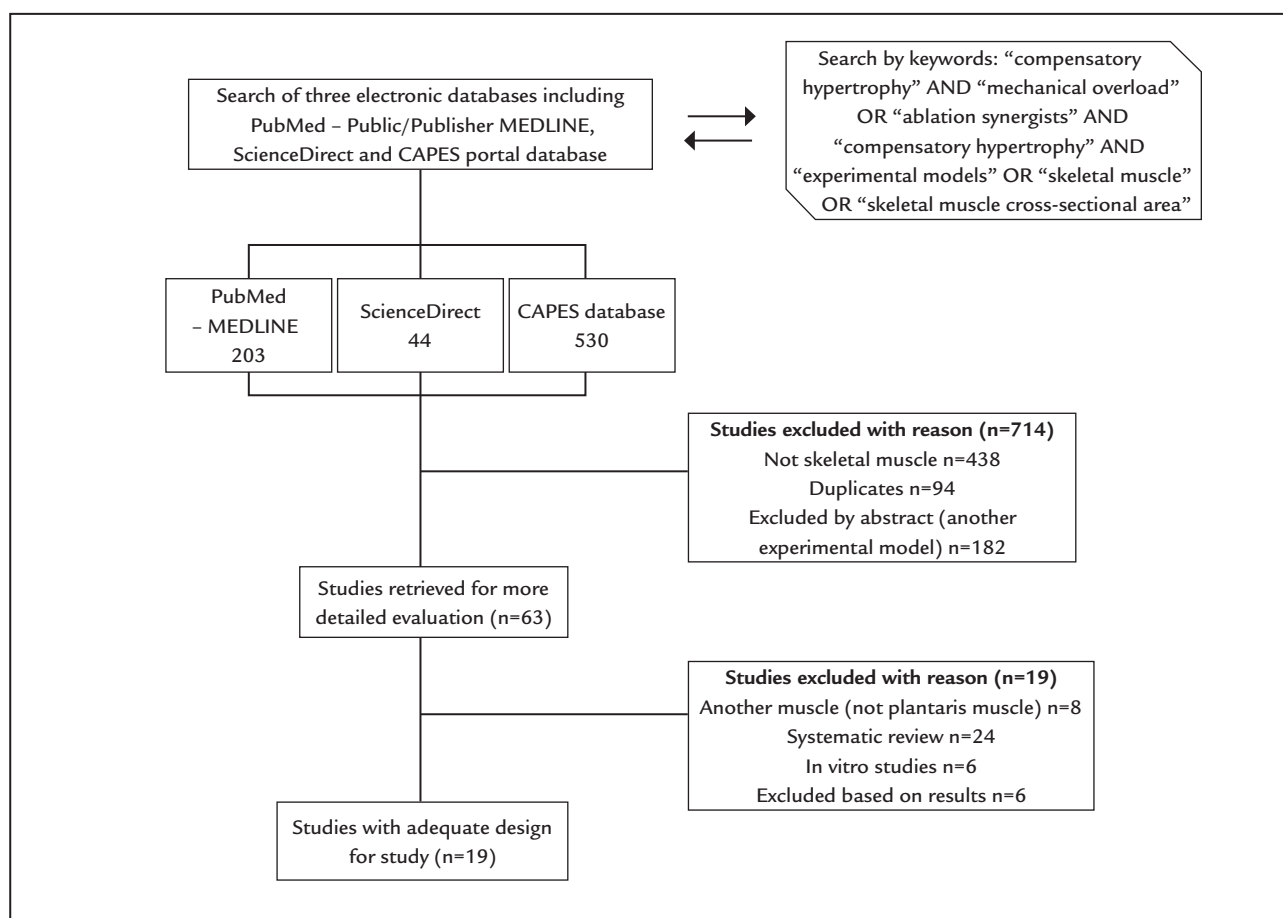 Search of three electronic databases including
PubMed – Public/Publisher MEDLINE,
ScienceDirect and CAPES portal database
Search by keywords: “compensatory
hypertrophy” AND “mechanical overload”
OR “ablation synergists” AND
“compensatory hypertrophy” AND
“experimental models” OR “skeletal muscle”
OR “skeletal muscle cross-sectional area”
PubMed
– MEDLINE
203
ScienceDirect
44
CAPES database
530
Studies excluded with reason (n=714)
Not skeletal muscle n=438
Duplicates n=94
Excluded by abstract (another
experimental model) n=182
Studies retrieved for more
detailed evaluation (n=63)
Studies excluded with reason (n=19)
Another muscle (not plantaris muscle) n=8
Systematic review n=24
In vitro studies n=6
Excluded based on results n=6
Studies with adequate design
for study (n=19)